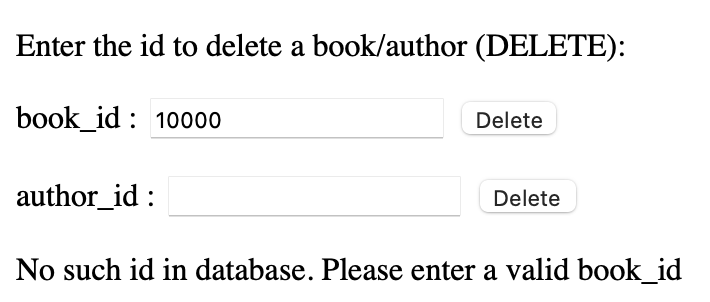 Enter the id to delete a book/author (DELETE):
book_id : 10000 Delete
author_id : Delete
No such id in database. Please enter a valid book_id